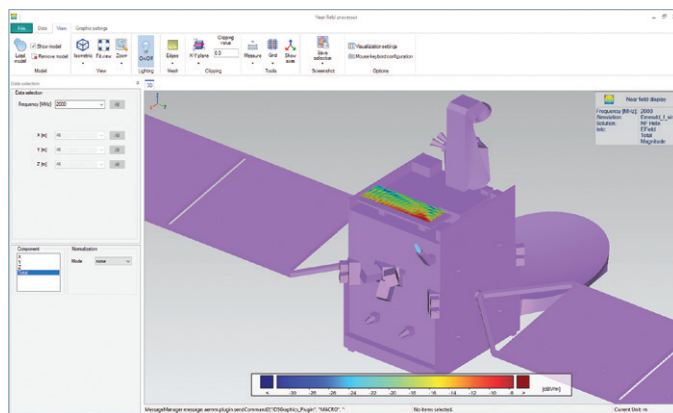 Near field processor
File Data View Graphics settings
Load model
Show model
Remove model
Model
Isometric
Fit view
Zoom
View
On/Off
Lighting
Edges
Mesh
X-Y plane
Clipping value
0.0
Clipping
Measure
Grid
Show axes
Tools
Save selection
Screenshot
Visualization settings
Mouse-keyboard configuration
Options
Data selection
Data selection
Frequency [MHz] 2000 All
X [m] All All
Y [m] All All
Z [m] All All
Component
X
Y
Z
Total
Normalization
Mode none
3D
Near field display
Frequency [MHz]: 2000
Simulation:
Solution: NF Hole
Info: EField
Total
Magnitude
< -30 -28 -26 -24 -22 -20 -18 -16 -14 -12 -10 -8 > [dBV/m]
No items selected.
Current Unit: m